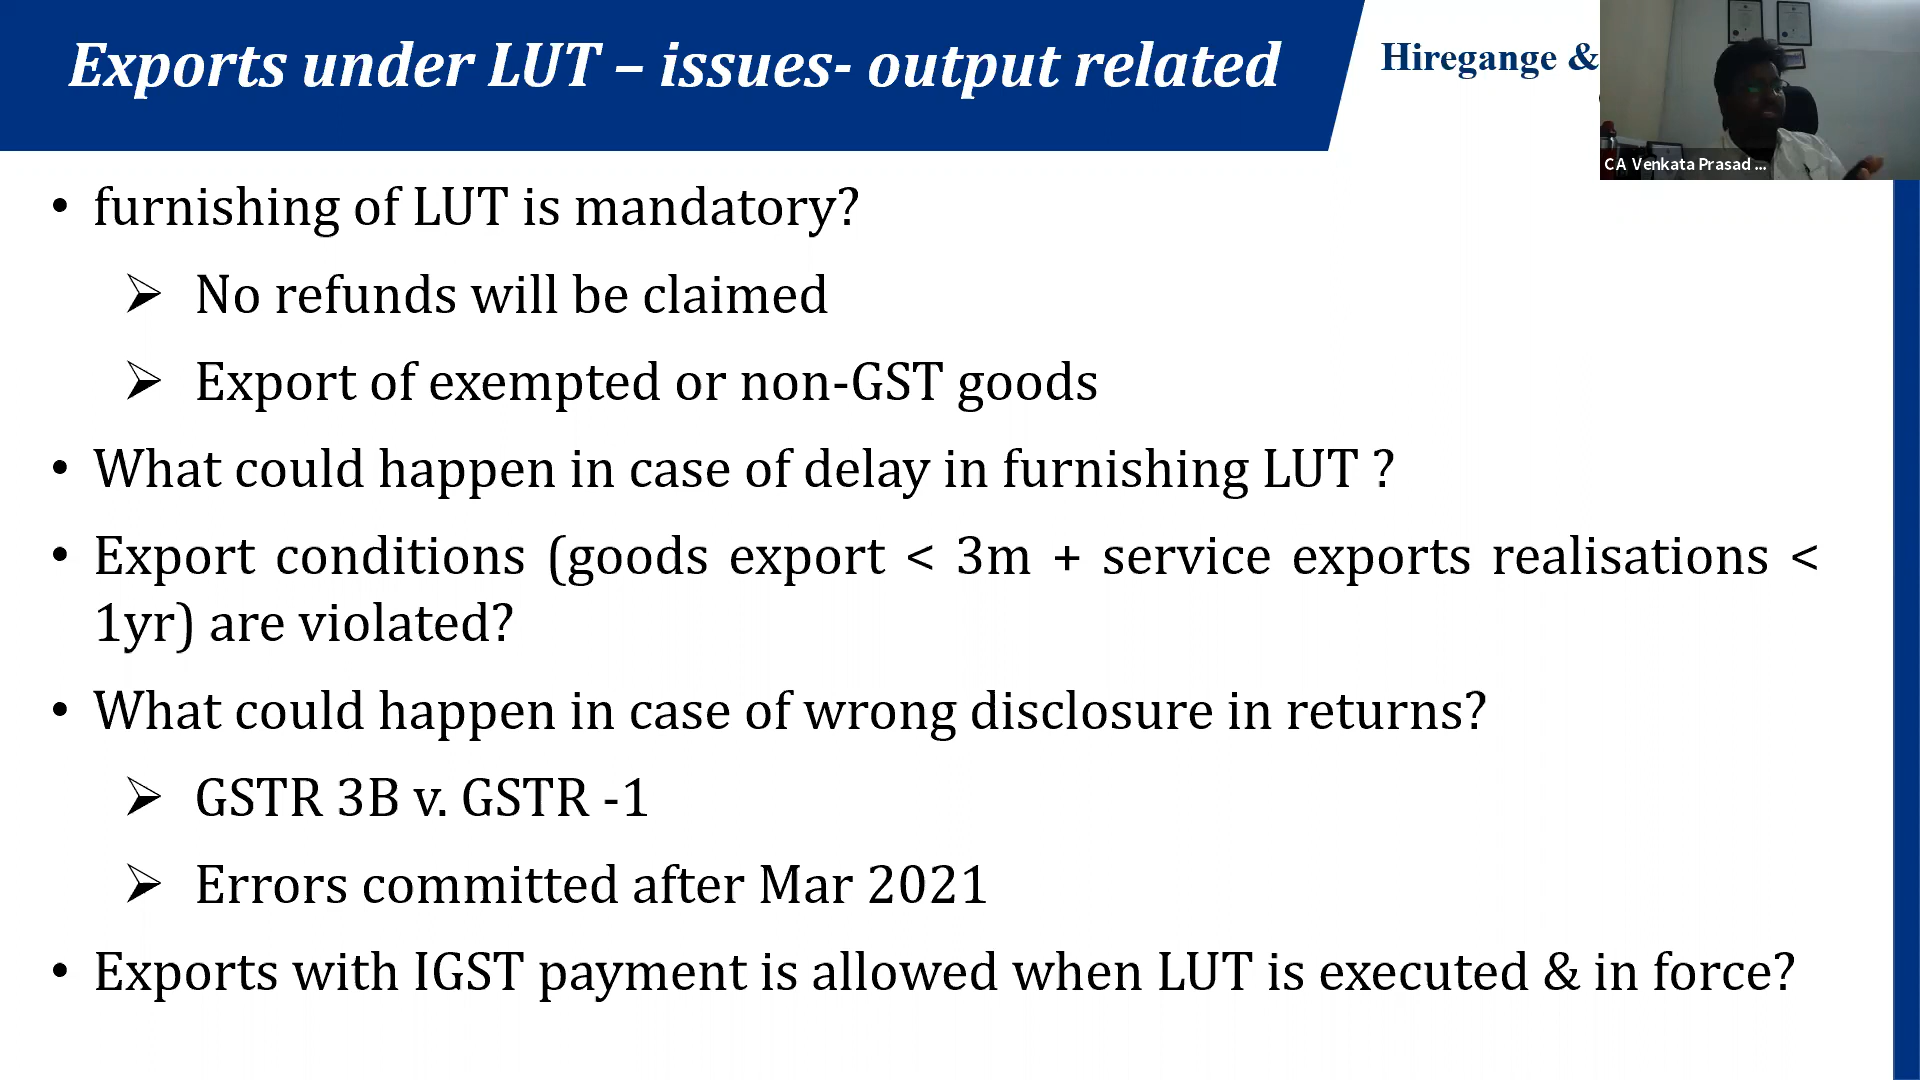 Exports under LUT – issues- output related
Hiregange &
CA Venkata Prasad ...
• furnishing of LUT is mandatory?
➢ No refunds will be claimed
➢ Export of exempted or non-GST goods
• What could happen in case of delay in furnishing LUT ?
• Export conditions (goods export < 3m + service exports realisations <
1yr) are violated?
• What could happen in case of wrong disclosure in returns?
➢ GSTR 3B v. GSTR -1
➢ Errors committed after Mar 2021
• Exports with IGST payment is allowed when LUT is executed & in force?